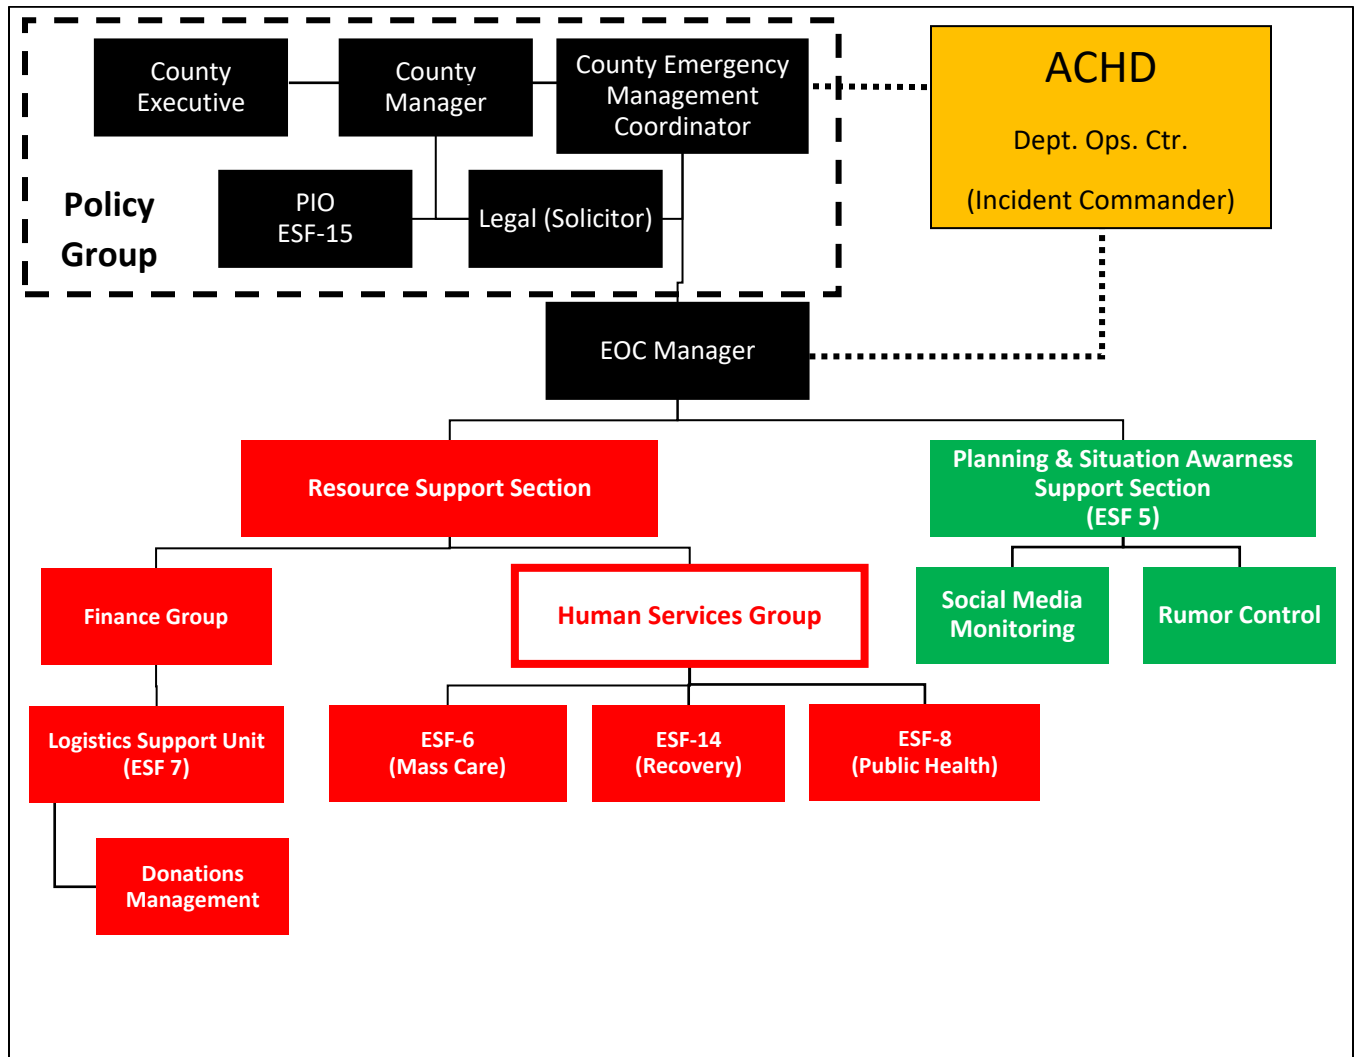 County
Executive
County
Manager
County Emergency
Management
Coordinator
ACHD
Dept. Ops. Ctr.
(Incident Commander)
Policy
Group
PIO
ESF-15
Legal (Solicitor)
EOC Manager
Resource Support Section
Planning & Situation Awarness
Support Section
(ESF 5)
Finance Group
Human Services Group
Social Media
Monitoring
Rumor Control
Logistics Support Unit
(ESF 7)
ESF-6
(Mass Care)
ESF-14
(Recovery)
ESF-8
(Public Health)
Donations
Management